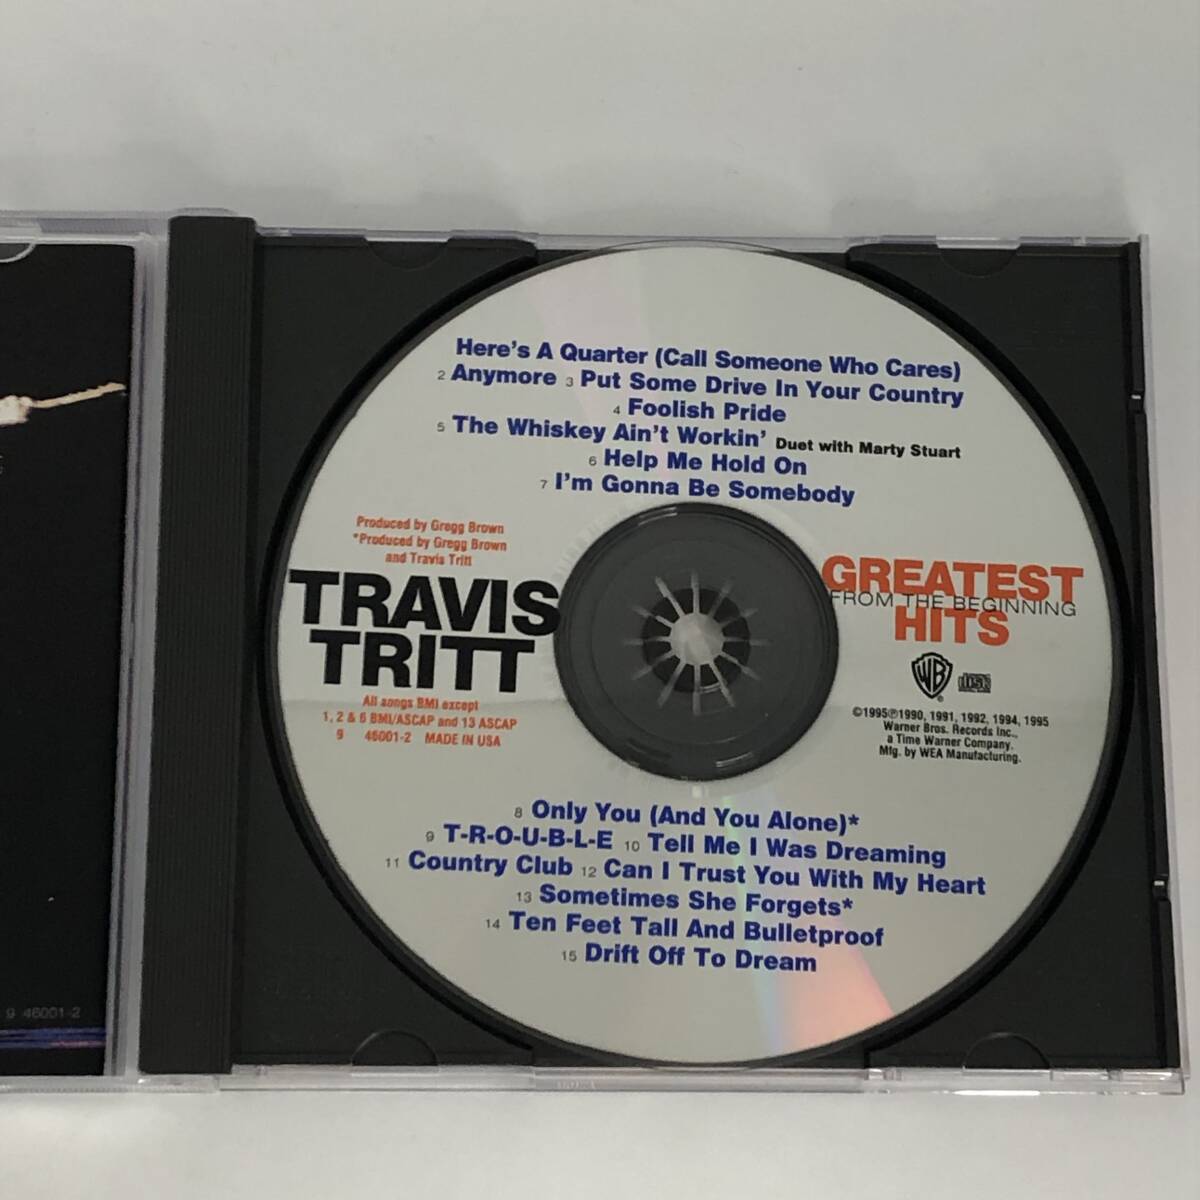 Here's A Quarter (Call Someone Who Cares)
2 Anymore 3 Put Some Drive In Your Country
4 Foolish Pride
5 The Whiskey Ain't Workin' Duet with Marty Stuart
6 Help Me Hold On
7 I'm Gonna Be Somebody
Produced by Gregg Brown
*Produced by Gregg Brown
and Travis Tritt
TRAVIS
TRITT
All songs BMI except
1, 2 & 6 BMI/ASCAP and 13 ASCAP
9 46001-2 MADE IN USA
GREATEST
FROM THE BEGINNING
HITS
WB
©1995℗1990, 1991, 1992, 1994, 1995
Warner Bros. Records Inc.,
a Time Warner Company.
Mfg. by WEA Manufacturing.
8 Only You (And You Alone)*
9 T-R-O-U-B-L-E 10 Tell Me I Was Dreaming
11 Country Club 12 Can I Trust You With My Heart
13 Sometimes She Forgets*
14 Ten Feet Tall And Bulletproof
15 Drift Off To Dream
9 46001-2